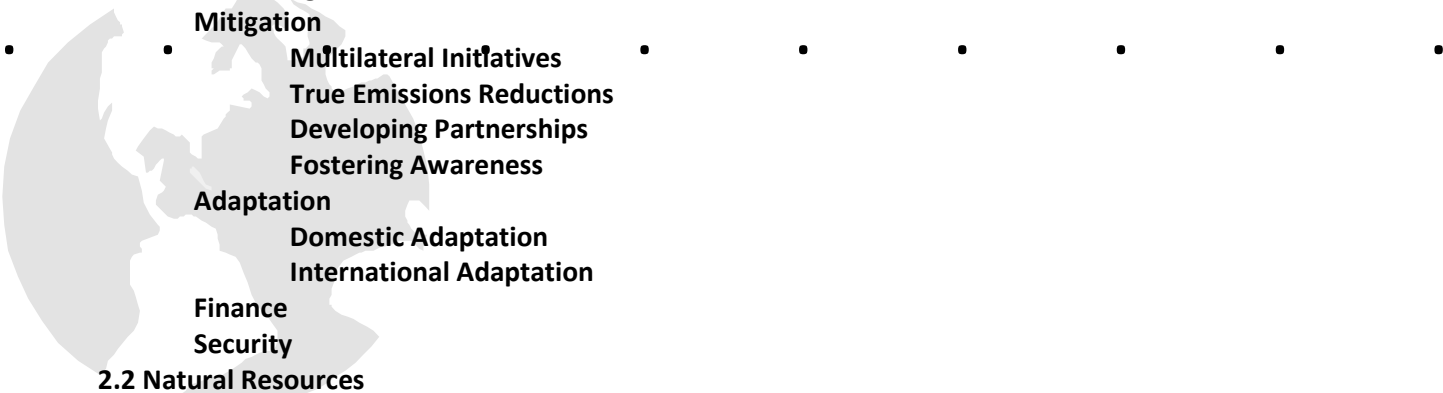 Mitigation
Multilateral Initiatives
True Emissions Reductions
Developing Partnerships
Fostering Awareness
Adaptation
Domestic Adaptation
International Adaptation
Finance
Security
2.2 Natural Resources